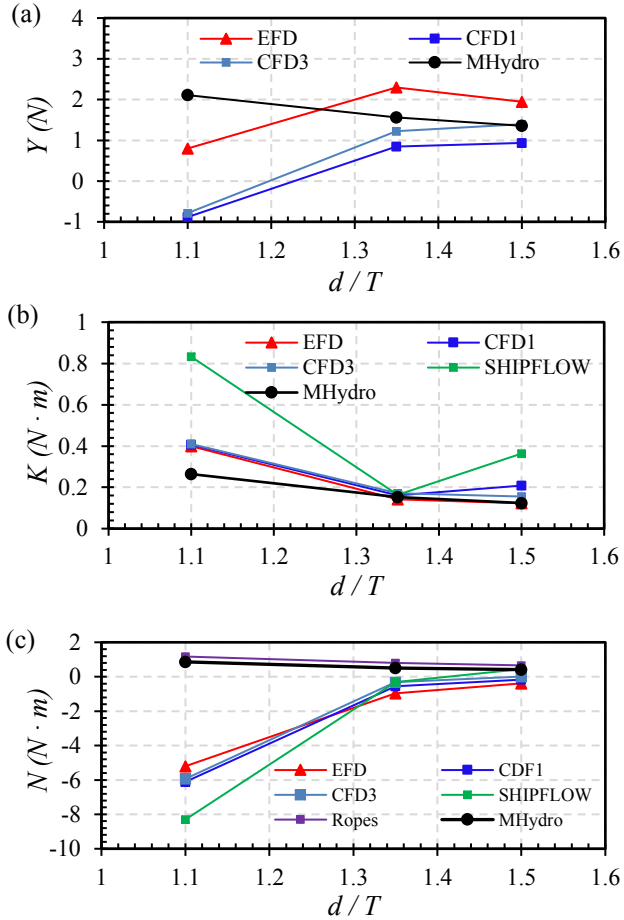 (a)
EFD
CFD1
CFD3
MHydro
4
3
2
1
0
-1
Y (N)
1
1.1
1.2
1.3
1.4
1.5
1.6
d / T
(b)
EFD
CFD1
CFD3
SHIPFLOW
MHydro
1
0.8
0.6
0.4
0.2
0
K (N · m)
1
1.1
1.2
1.3
1.4
1.5
1.6
d / T
(c)
2
0
-2
-4
-6
-8
-10
N (N · m)
EFD
CDF1
CFD3
SHIPFLOW
Ropes
MHydro
1
1.1
1.2
1.3
1.4
1.5
1.6
d / T